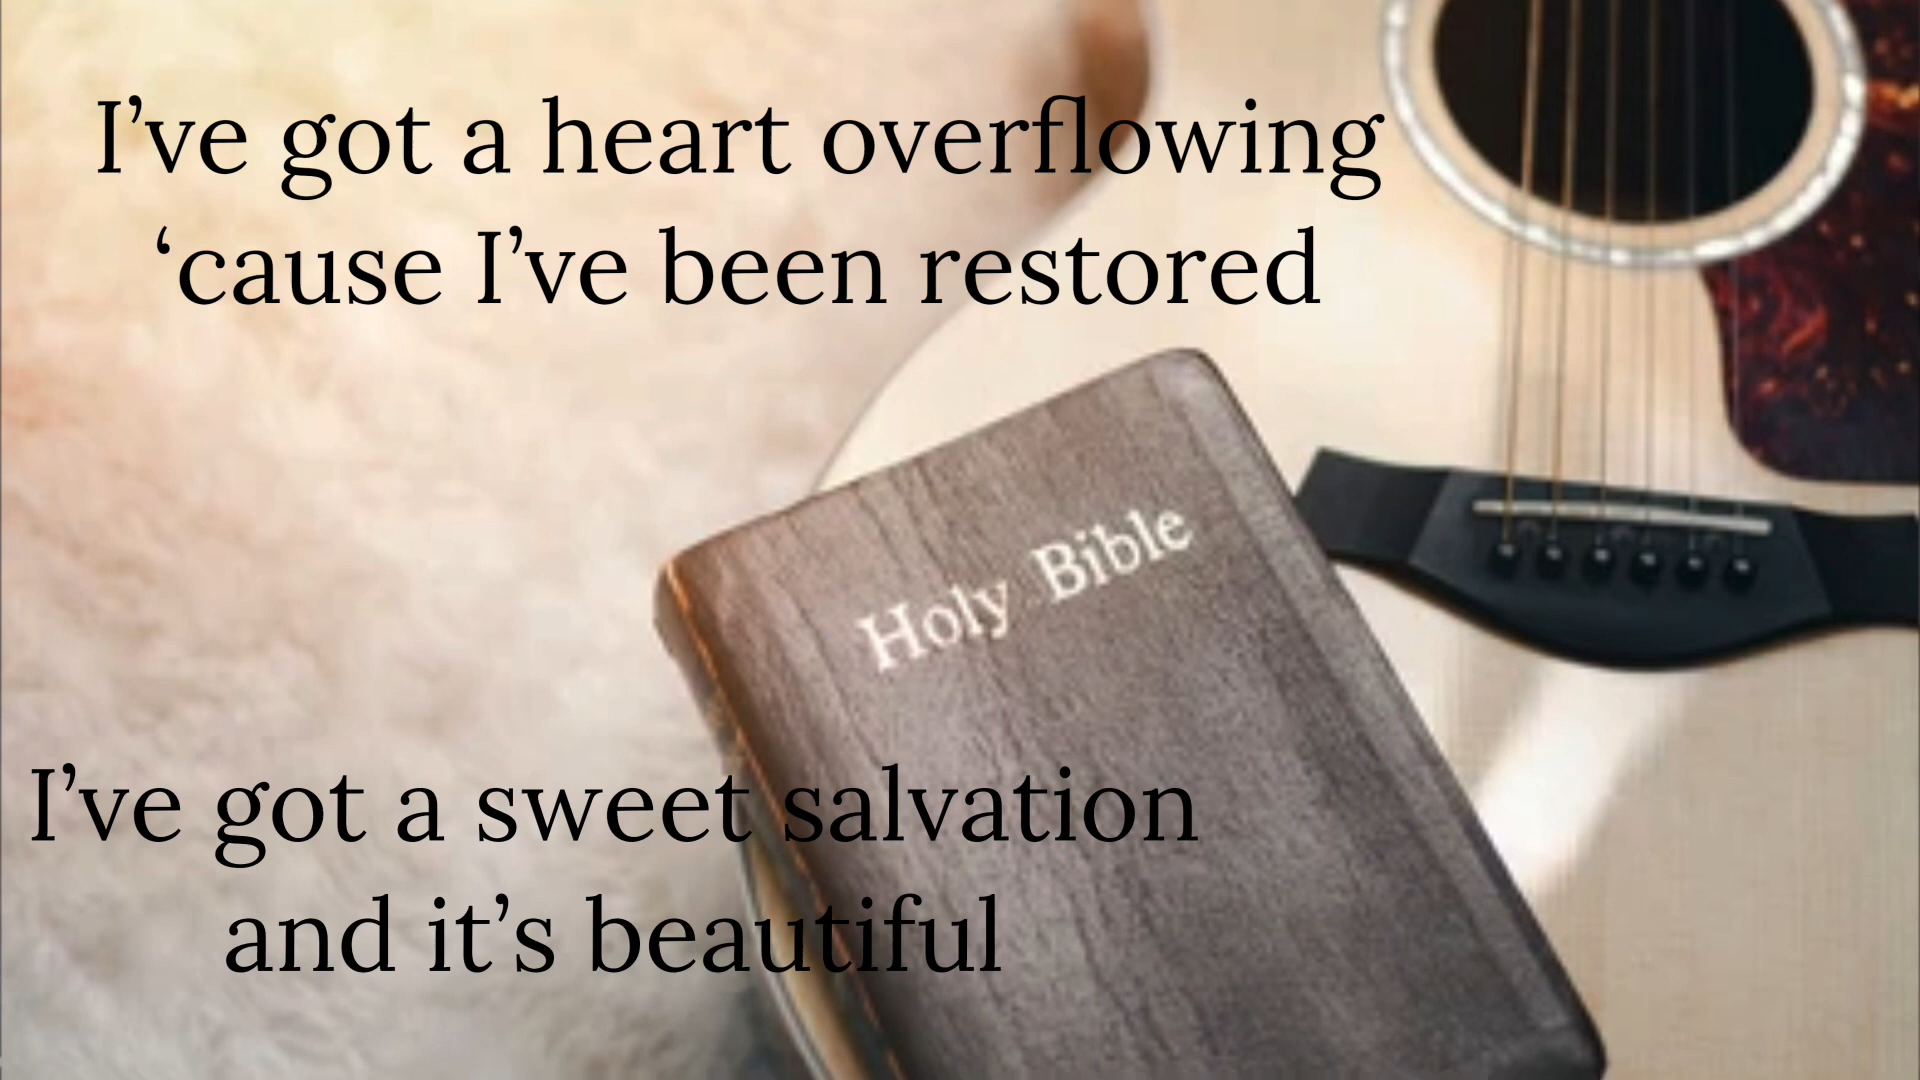 I’ve got a heart overflowing
‘cause I’ve been restored
Holy Bible
I’ve got a sweet salvation
and it’s beautiful